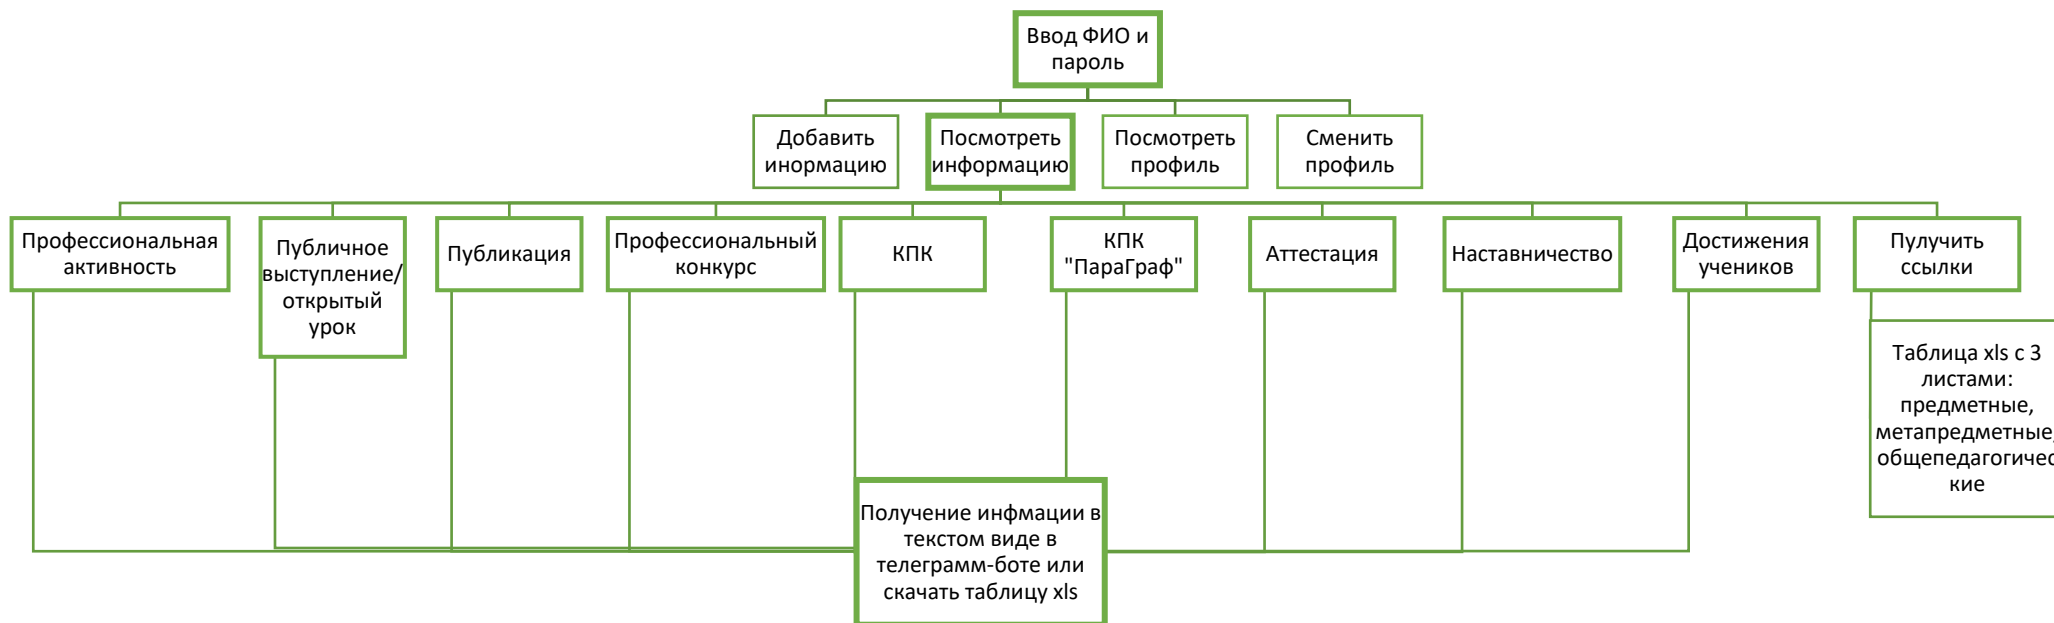 Ввод ФИО и
пароль
Добавить
инормацию
Посмотреть
информацию
Посмотреть
профиль
Сменить
профиль
Профессиональная
активность
Публичное
выступление/
открытый
урок
Публикация
Профессиональный
конкурс
КПК
КПК
"ПараГраф"
Аттестация
Наставничество
Достижения
учеников
Пулучить
ссылки
Таблица xls с 3
листами:
предметные,
метапредметные,
общепедагогичес
кие
Получение инфмации в
текстом виде в
телеграмм-боте или
скачать таблицу xls